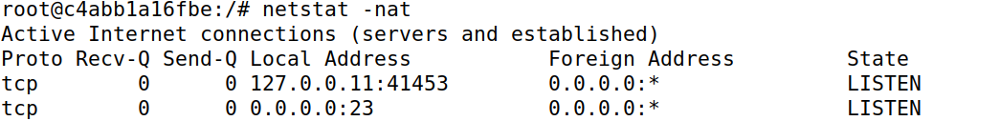 root@c4abb1a16fbe:/# netstat -nat
Active Internet connections (servers and established)
Proto Recv-Q Send-Q Local Address           Foreign Address         State
tcp        0      0 127.0.0.11:41453        0.0.0.0:*               LISTEN
tcp        0      0 0.0.0.0:23              0.0.0.0:*               LISTEN